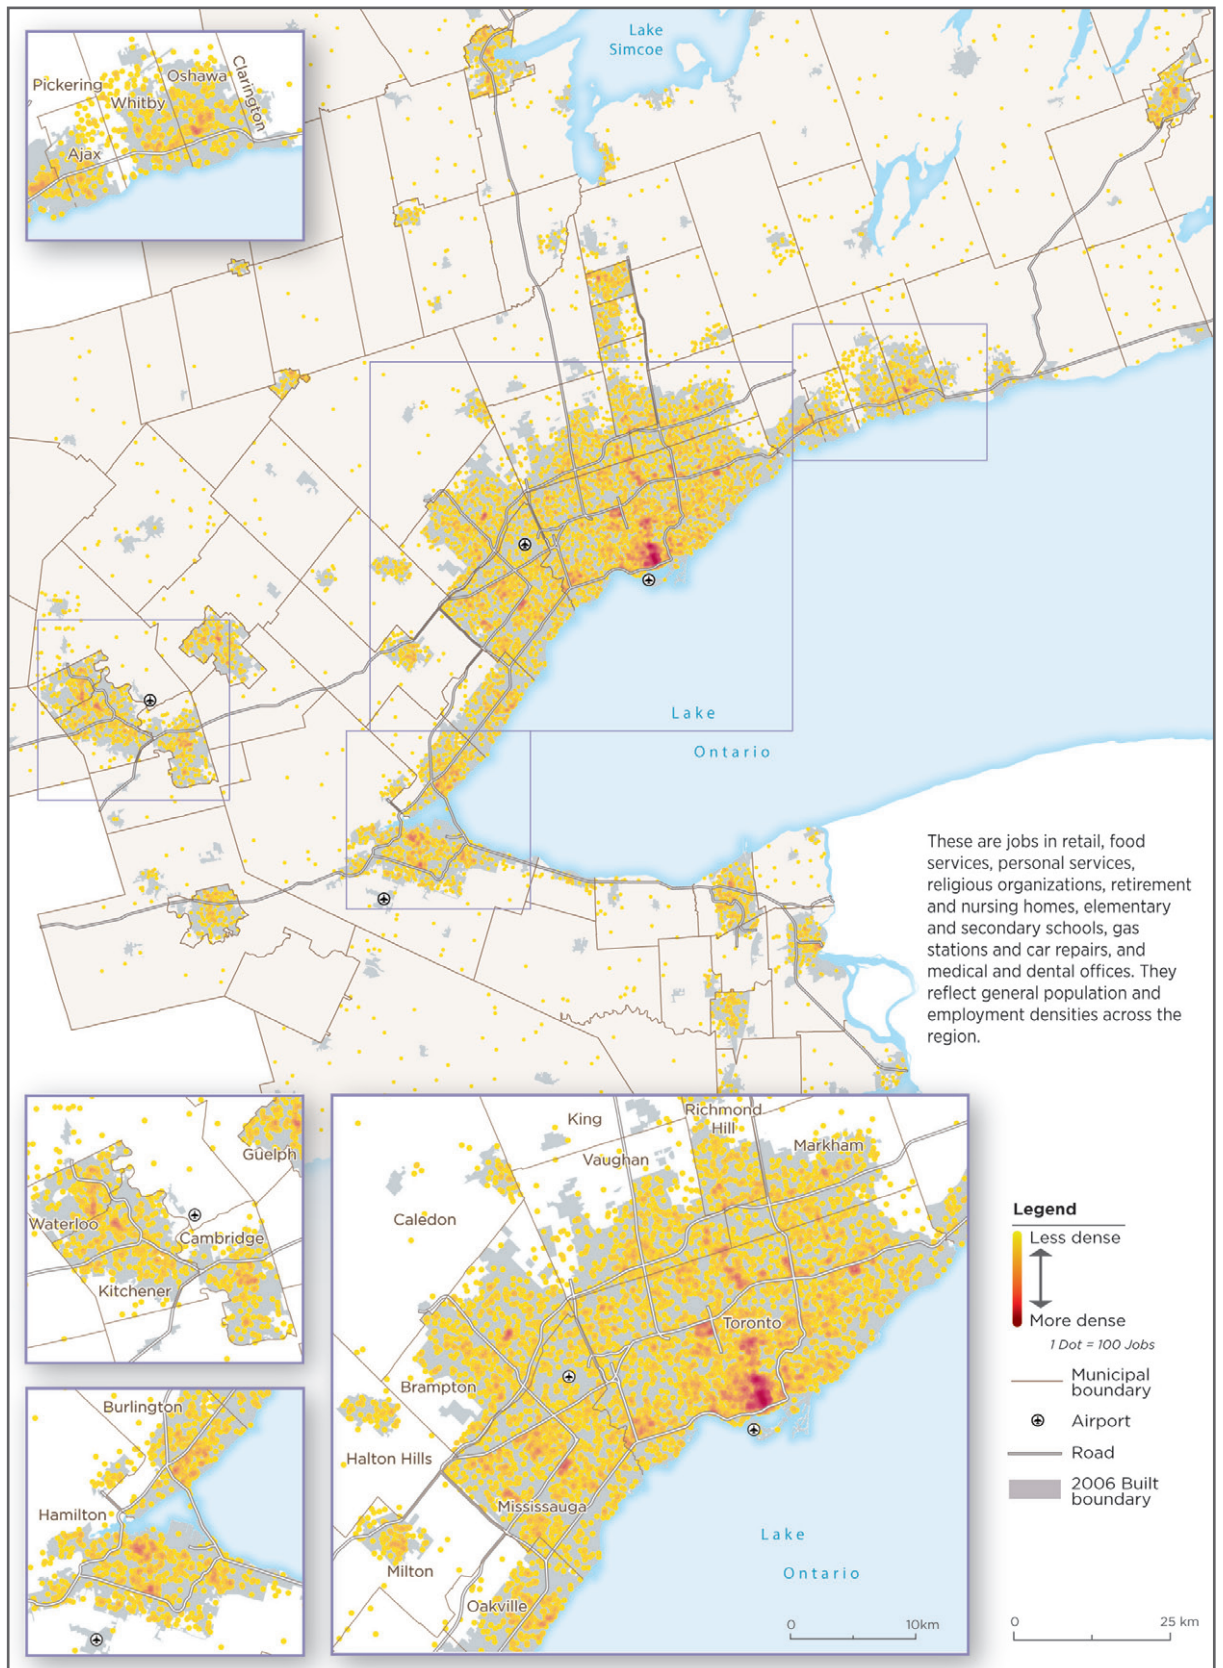 Lake
Simcoe
Pickering
Oshawa
Clarington
Whitby
Ajax
Lake
Ontario
These are jobs in retail, food
services, personal services,
religious organizations, retirement
and nursing homes, elementary
and secondary schools, gas
stations and car repairs, and
medical and dental offices. They
reflect general population and
employment densities across the
region.
Guelph
Waterloo
Cambridge
Kitchener
Burlington
Hamilton
King
Richmond
Hill
Vaughan
Markham
Caledon
Toronto
Brampton
Halton Hills
Mississauga
Milton
Oakville
Lake
Ontario
0
10km
Legend
Less dense
More dense
1 Dot = 100 Jobs
Municipal
boundary
Airport
Road
2006 Built
boundary
0
25 km